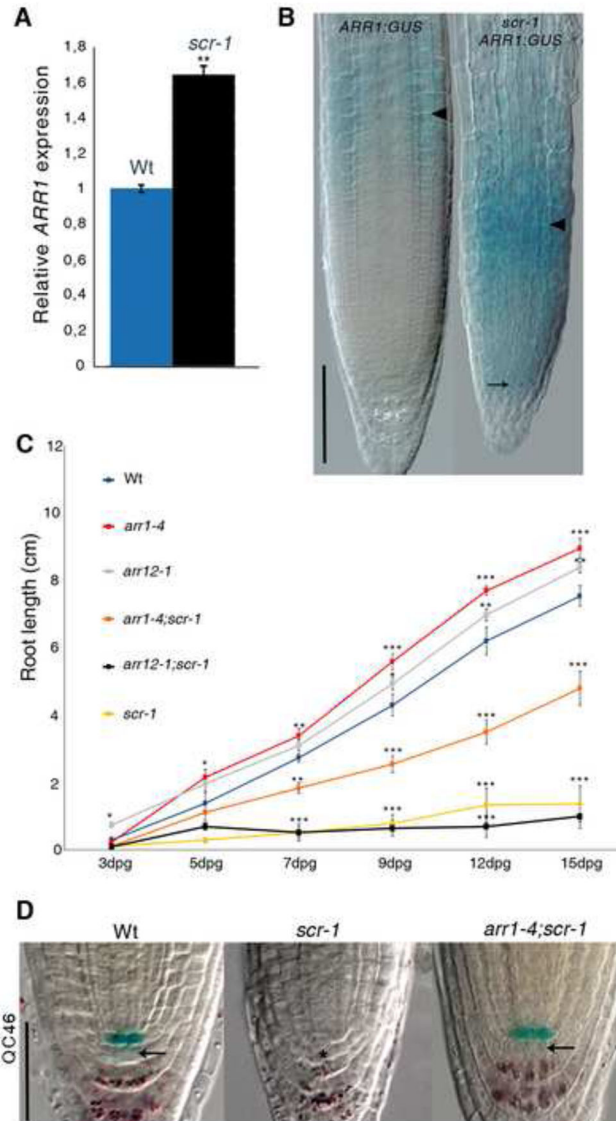 A
Relative ARR1 expression
1,8
1,6
1,4
1,2
1
0,8
0,6
0,4
0,2
0
Wt
scr-1
**
B
ARR1:GUS
scr-1
ARR1:GUS
C
Root length (cm)
12
10
8
6
4
2
0
Wt
arr1-4
arr12-1
arr1-4;scr-1
arr12-1;scr-1
scr-1
3dpg 5dpg 7dpg 9dpg 12dpg 15dpg
D
Wt scr-1 arr1-4;scr-1
QC46